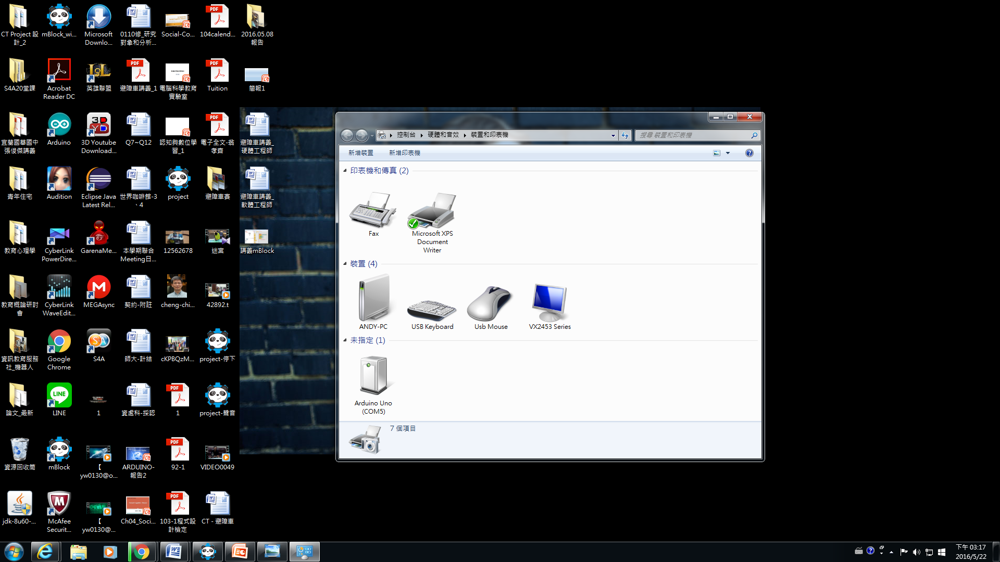 CT Project 設
計_2
mBlock_wi...
Microsoft
Downlo...
0110修_研究
對象和分析...
Social-Co...
104calend...
2016.05.08
報告
S4A20堂課
Acrobat
Reader DC
英雄聯盟
避障車講義_1
電腦科學教育
實驗室
Tuition
簡報1
宜蘭國華國中
張俊傑講義
Arduino
3D Youtube
Download...
Q7~Q12
認知與數位學
習_1
電子全文-翁
孝齊
避障車講義_
硬體工程師
青年住宅
Audition
Eclipse Java
Latest Rel...
世界咖啡館-3
、4
project
避障車賽
避障車講義_
軟體工程師
教育心理學
CyberLink
PowerDire...
GarenaMe...
本學期聯合
Meeting日...
12562678
迷宮
講義mBlock
教育概論研討
會
CyberLink
WaveEdit...
MEGAsync
契約-附註
cheng-chi...
42892.t
資訊教育服務
社_機器人
Google
Chrome
S4A
師大-計結
cKPBQzM...
project-停下
論文_最新
LINE
1
資處科-採認
1
project-聲音
資源回收筒
mBlock
【
yw0130@o...
ARDUINO-
報告2
92-1
VIDEO0049
jdk-8u60-...
McAfee
Securit...
【
yw0130@...
Ch04_Soci...
103-1程式設
計檢定
CT - 避障車
控制台 硬體和音效 裝置和印表機
搜尋 裝置和印表機
新增裝置 新增印表機
印表機和傳真 (2)
Fax
Microsoft XPS
Document
Writer
裝置 (4)
ANDY-PC
USB Keyboard
Usb Mouse
VX2453 Series
未指定 (1)
Arduino Uno
(COM5)
7 個項目
下午 03:17
2016/5/22